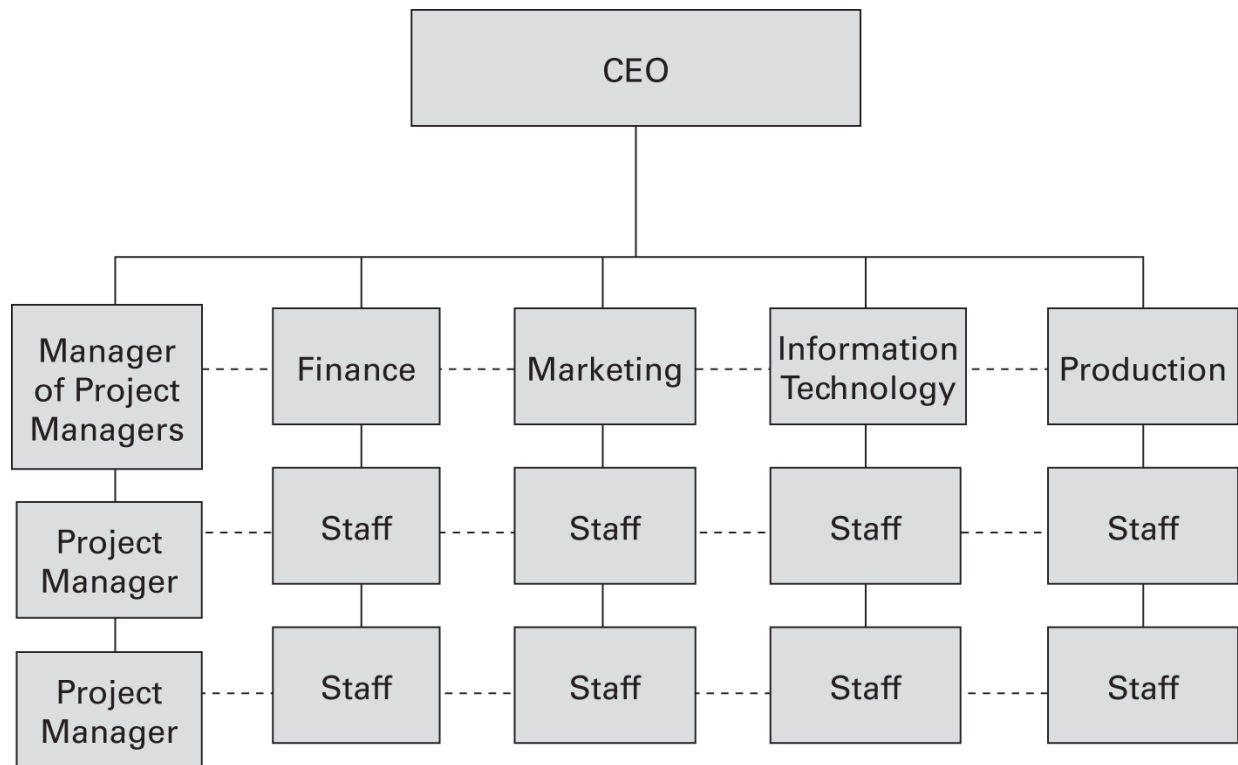 CEO
Manager
of Project
Managers
Finance
Marketing
Information
Technology
Production
Project
Manager
Staff
Staff
Staff
Staff
Project
Manager
Staff
Staff
Staff
Staff